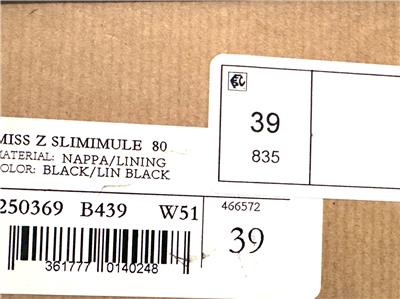 39
835
MISS Z SLIMIMULE 80
MATERIAL: NAPPA/LINING
COLOR: BLACK/LIN BLACK
250369 B439 W51
466572
39
361777 0140248